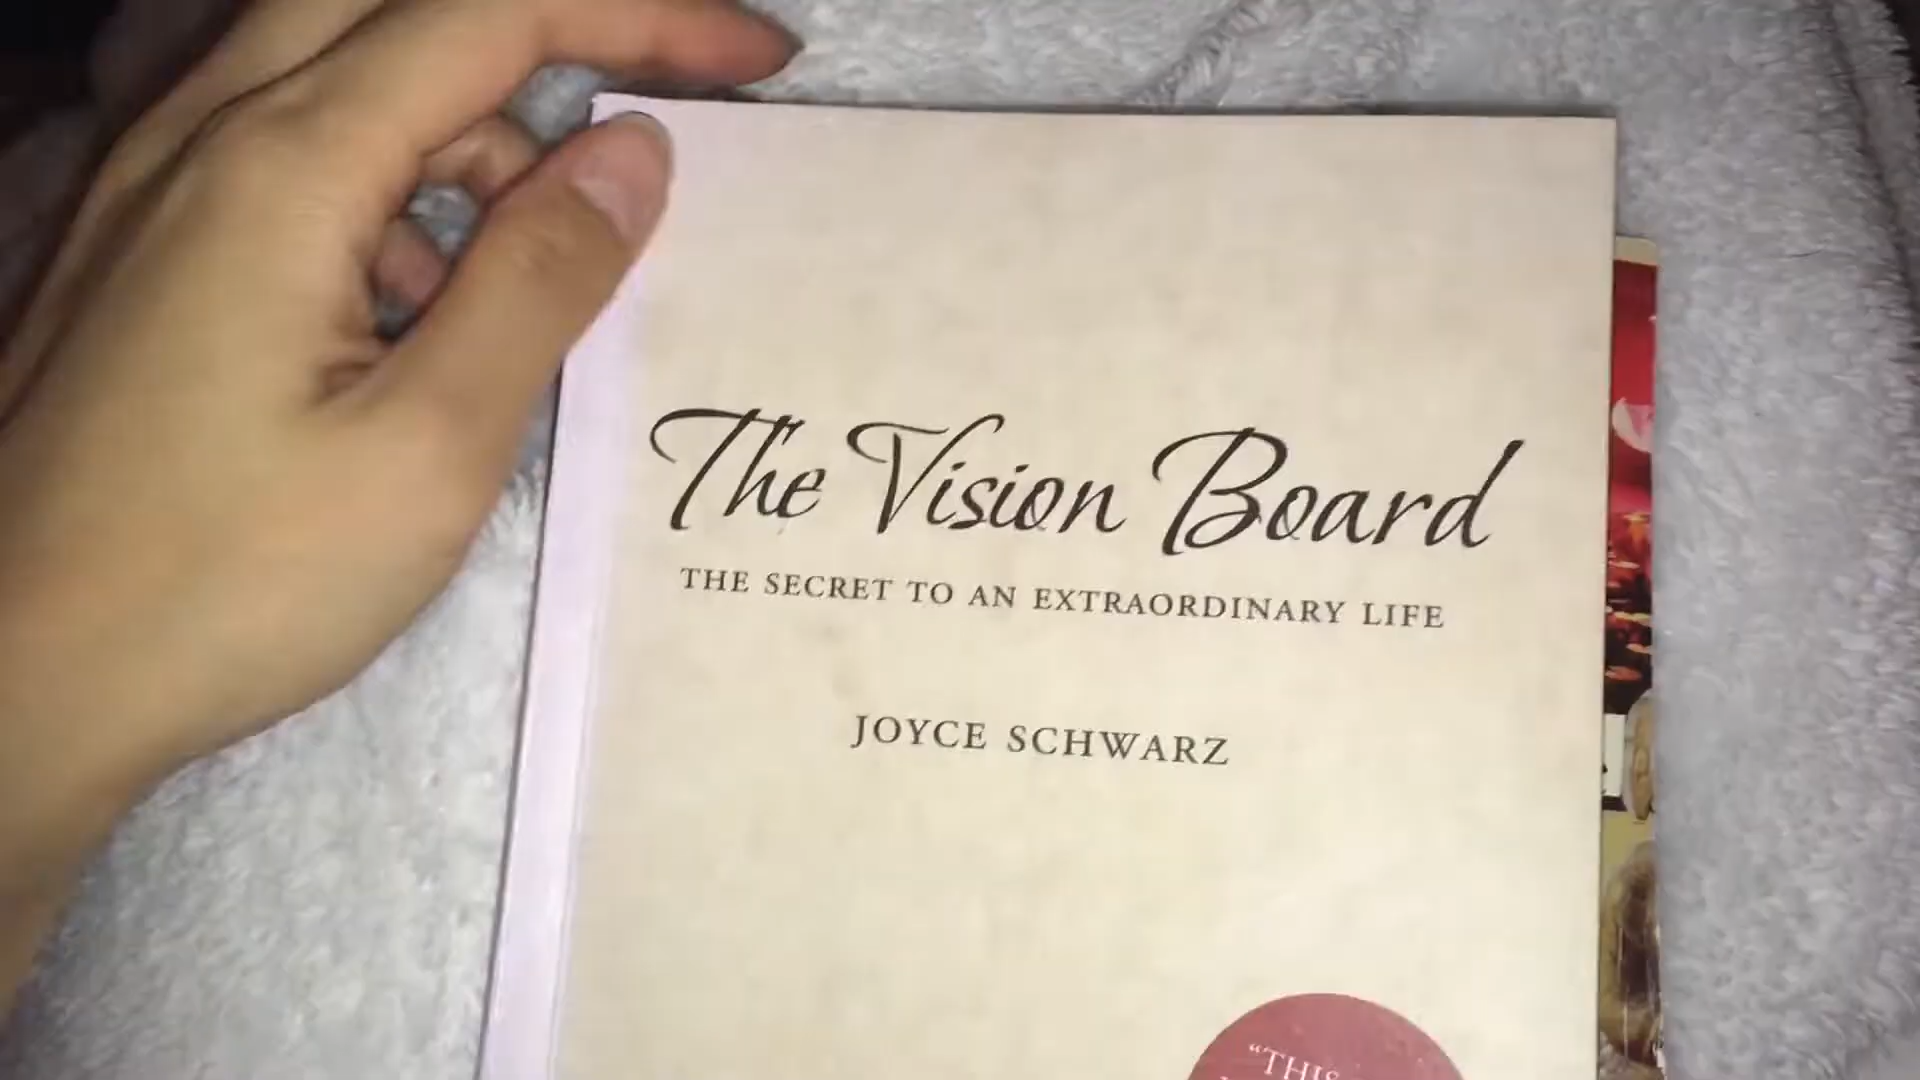 The Vision Board
THE SECRET TO AN EXTRAORDINARY LIFE
JOYCE SCHWARZ
“THIS